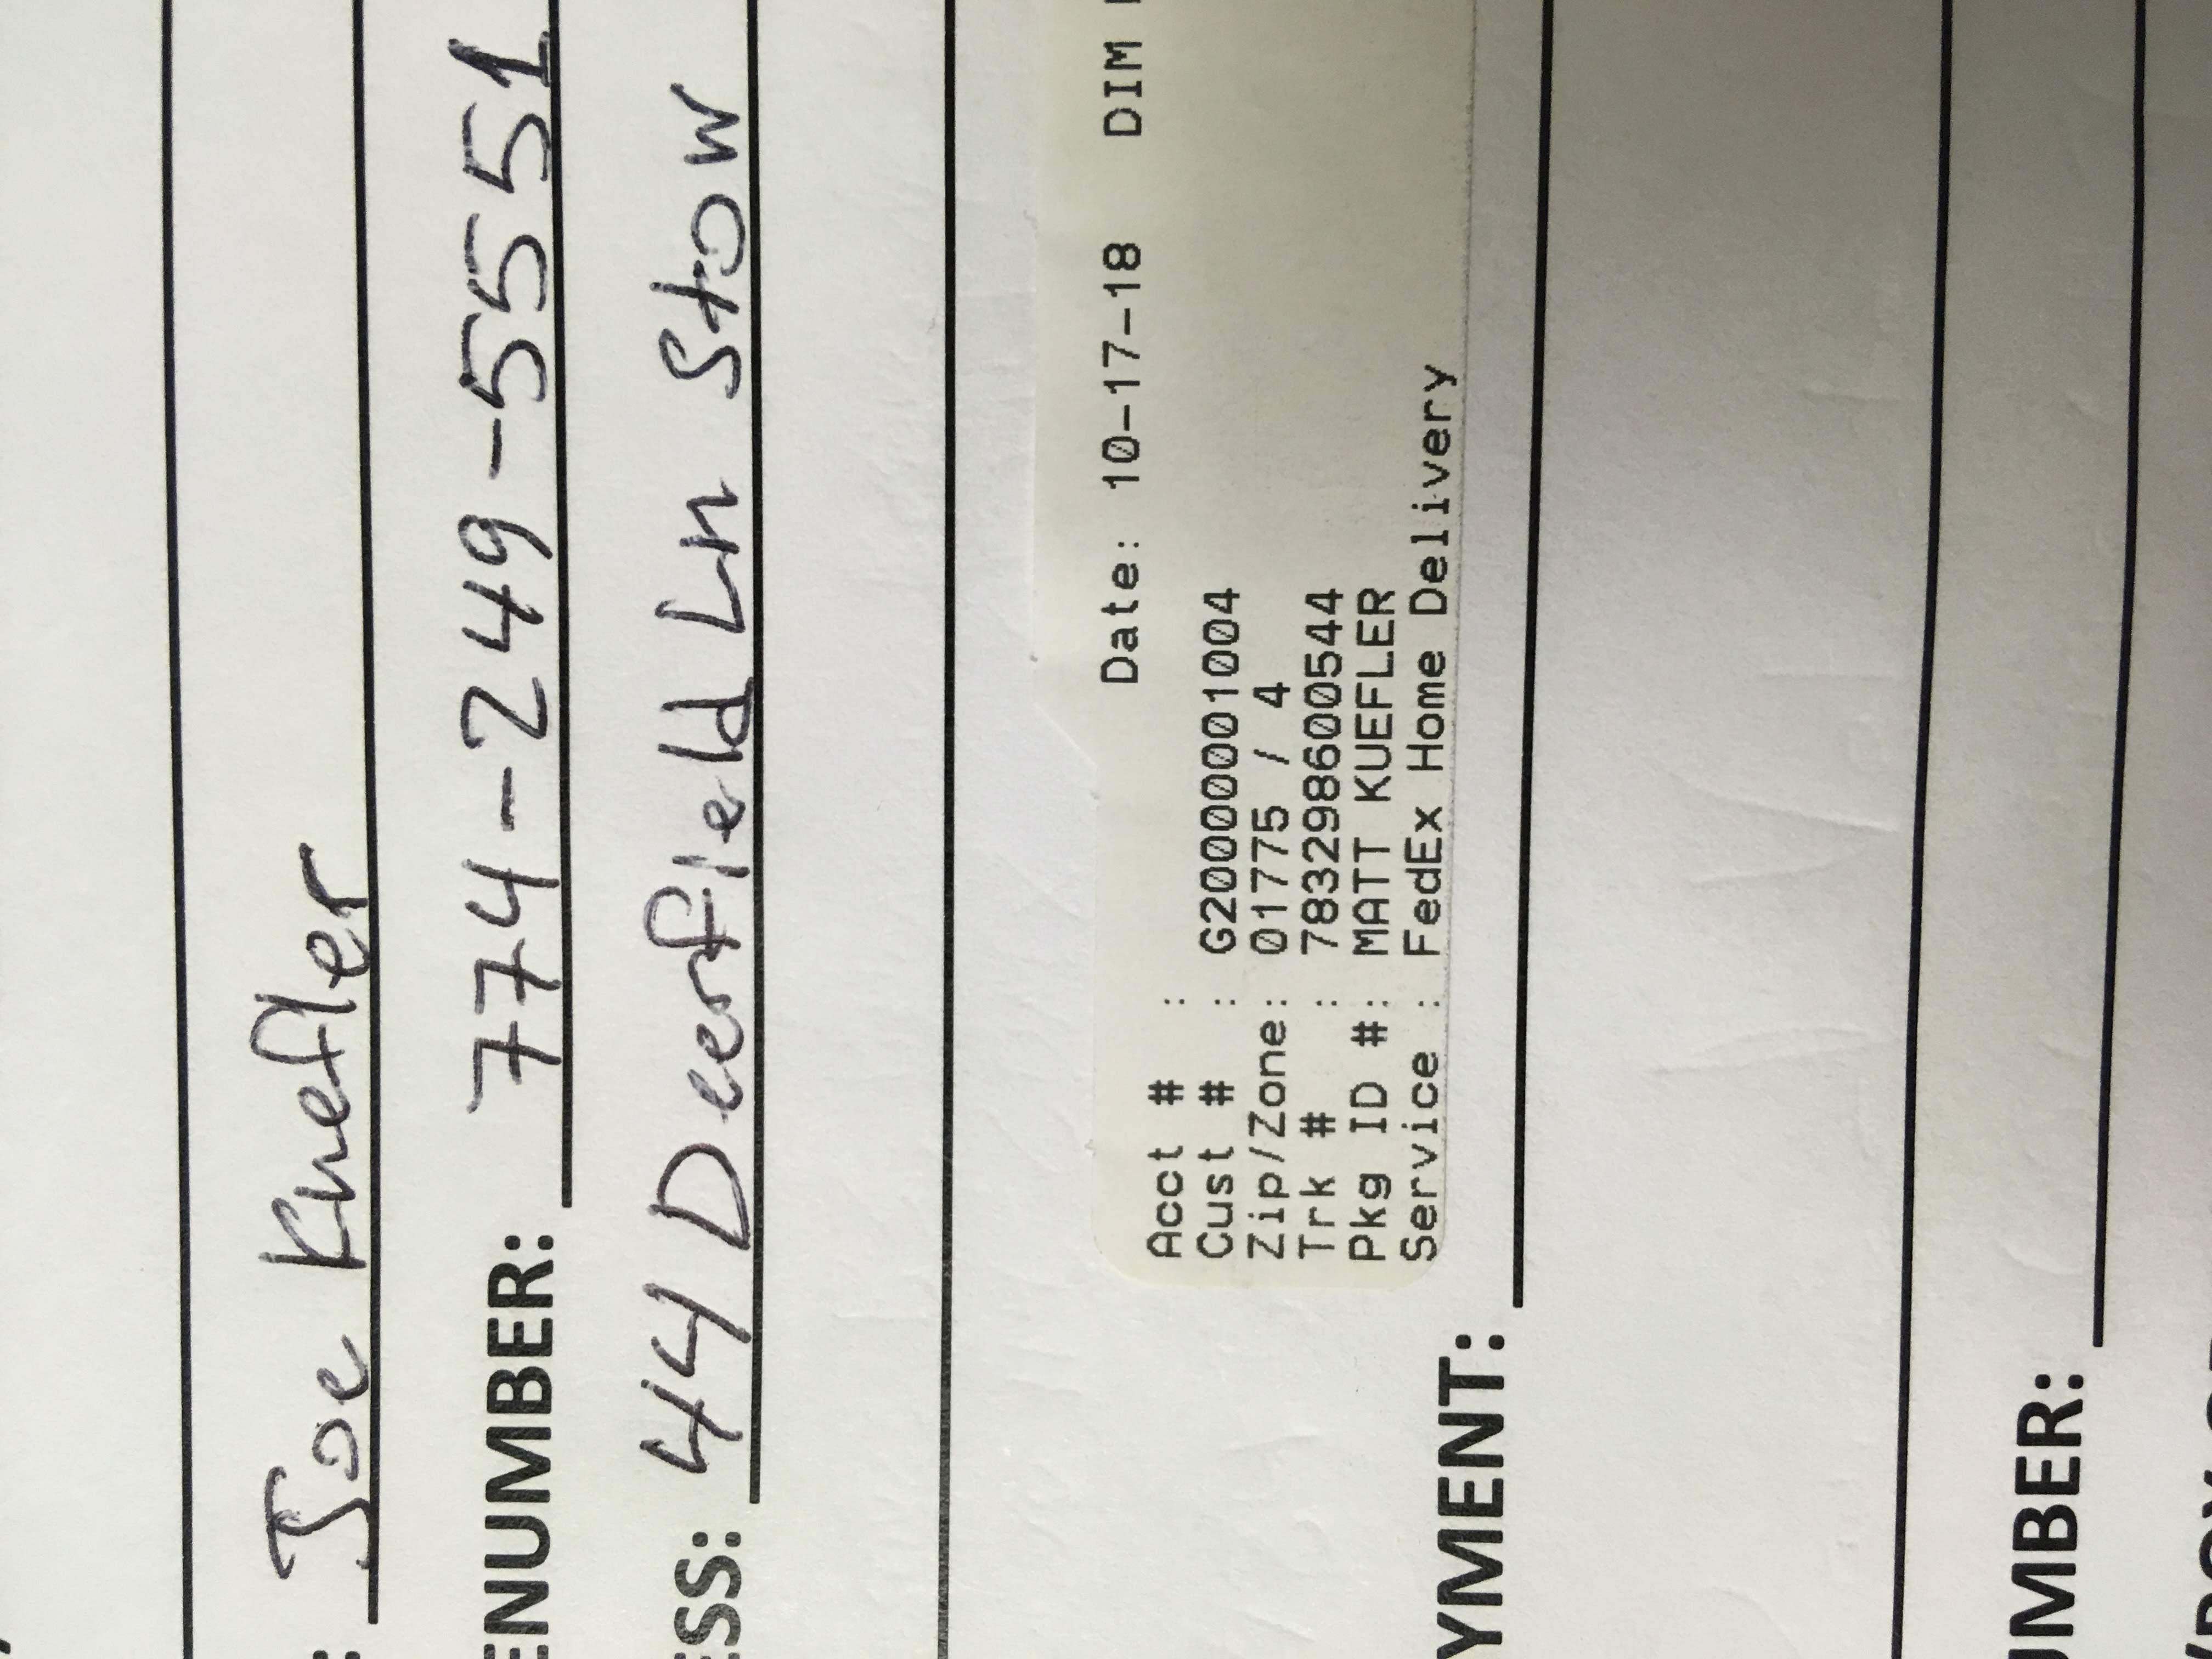 : Joe Kuefler
ENUMBER: 774-249-5551
ESS: 44 Deerfield Ln Stow
Date: 10-17-18 DIM
Acct # :
Cust # : G20000001004
Zip/Zone: 01775 / 4
Trk # : 783298600544
Pkg ID #: MATT KUEFLER
Service : FedEx Home Delivery
YMENT:
UMBER: